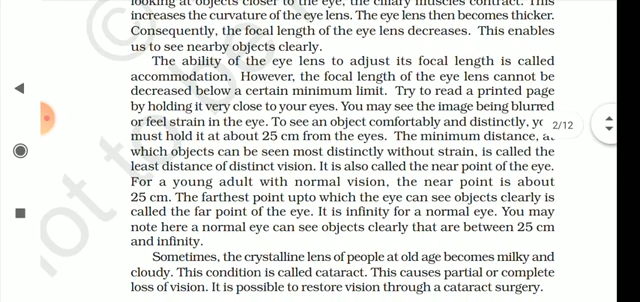 looking at objects closer to the eye, the ciliary muscles contract. This
increases the curvature of the eye lens. The eye lens then becomes thicker.
Consequently, the focal length of the eye lens decreases. This enables
us to see nearby objects clearly.
The ability of the eye lens to adjust its focal length is called
accommodation. However, the focal length of the eye lens cannot be
decreased below a certain minimum limit. Try to read a printed page
by holding it very close to your eyes. You may see the image being blurred
or feel strain in the eye. To see an object comfortably and distinctly,
2/12
must hold it at about 25 cm from the eyes. The minimum distance,
which objects can be seen most distinctly without strain, is called the
least distance of distinct vision. It is also called the near point of the eye.
For a young adult with normal vision, the near point is about
25 cm. The farthest point upto which the eye can see objects clearly is
called the far point of the eye. It is infinity for a normal eye. You may
note here a normal eye can see objects clearly that are between 25 cm
and infinity.
Sometimes, the crystalline lens of people at old age becomes milky and
cloudy. This condition is called cataract. This causes partial or complete
loss of vision. It is possible to restore vision through a cataract surgery.
not to be
©